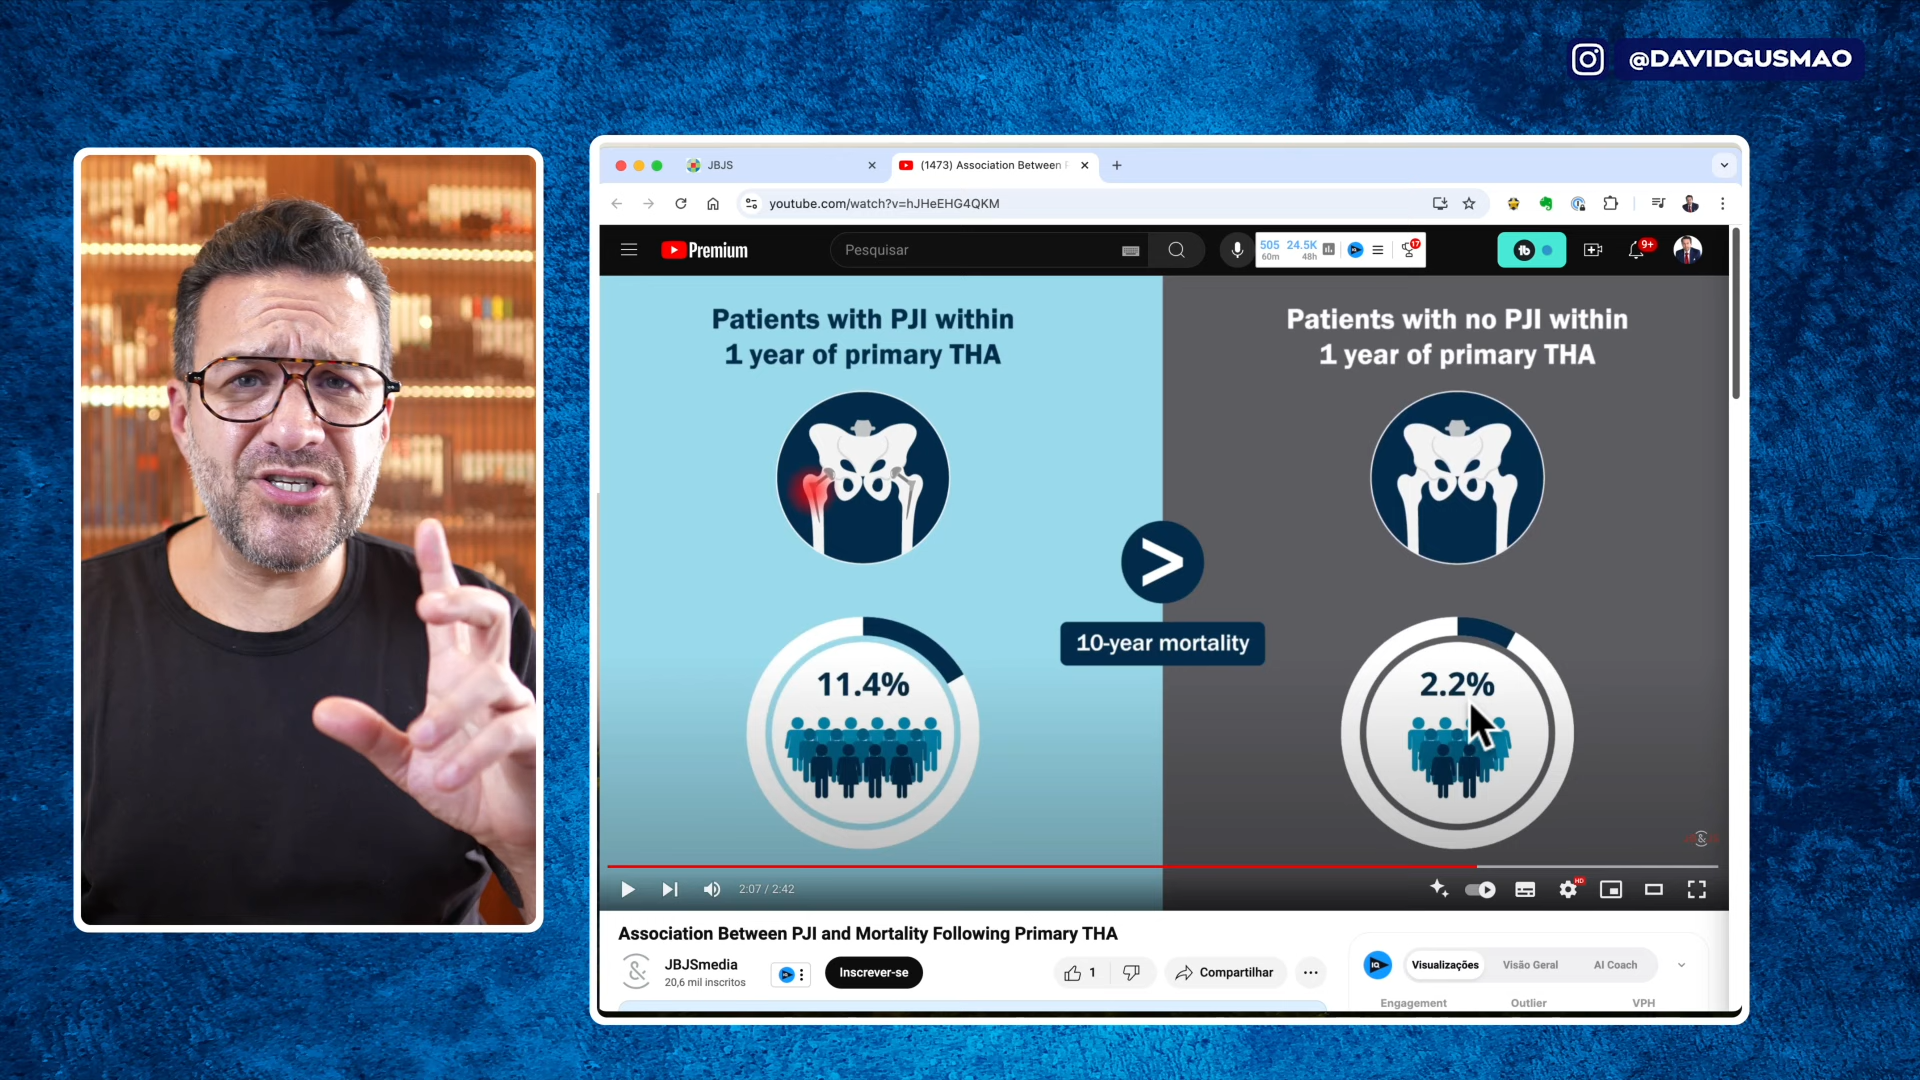 @DAVIDGUSMAO
JBJS
(1473) Association Between
youtube.com/watch?v=hJHeEHG4QKM
Premium
Pesquisar
505 24.5K
60m 48h
17
9+
Patients with PJI within
1 year of primary THA
Patients with no PJI within
1 year of primary THA
>
10-year mortality
11.4%
2.2%
2:07 / 2:42
HD
Association Between PJI and Mortality Following Primary THA
JBJSmedia
20,6 mil inscritos
Inscrever-se
1
Compartilhar
IQ
Visualizações
Visão Geral
AI Coach
Engagement
Outlier
VPH